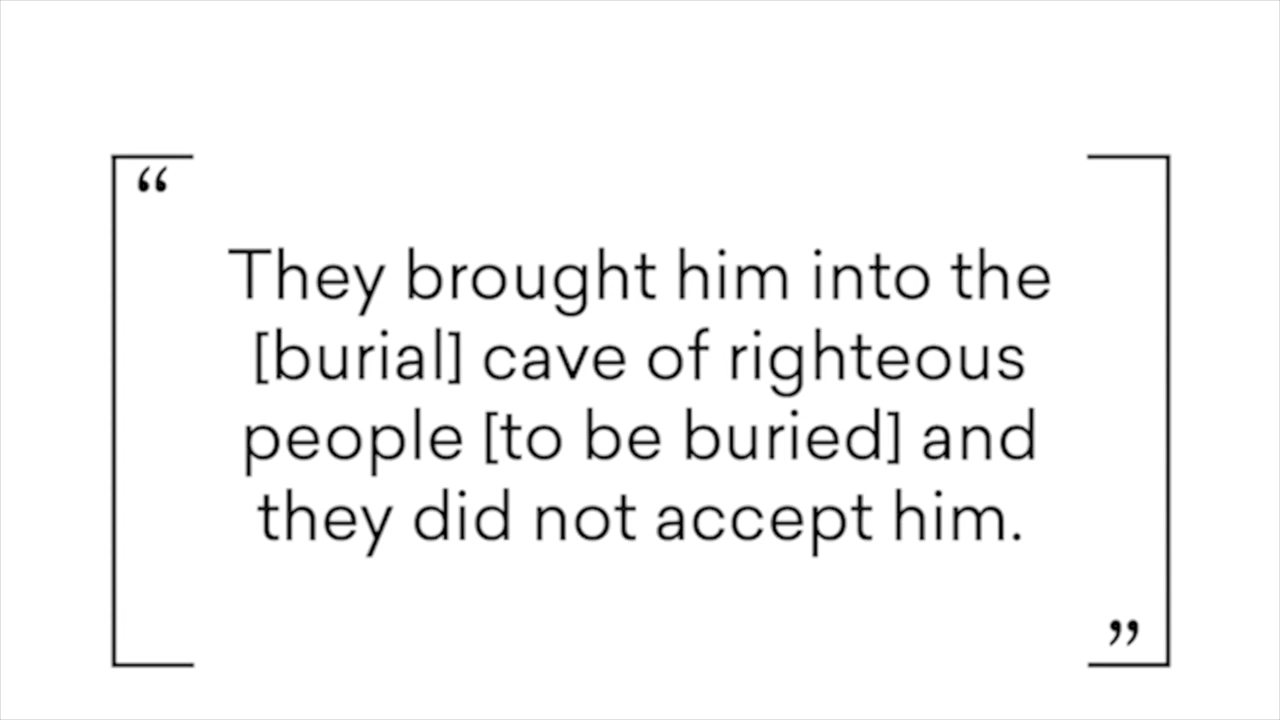 “
They brought him into the
[burial] cave of righteous
people [to be buried] and
they did not accept him.
”